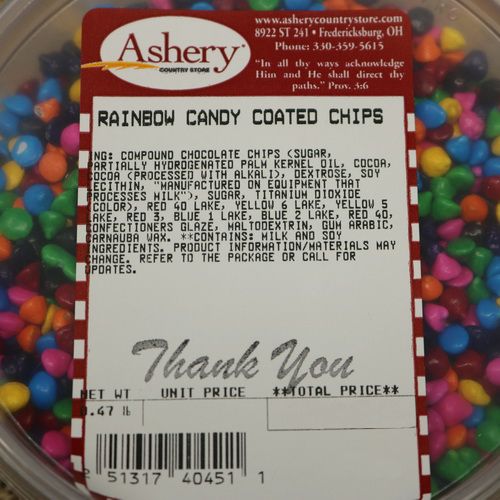 www.asherycountrystore.com
8922 ST 241 • Fredericksburg, OH
Phone: 330-359-5615
"In all thy ways acknowledge
Him and He shall direct thy
paths." Prov. 3:6
Ashery
COUNTRY STORE
RAINBOW CANDY COATED CHIPS
ING: COMPOUND CHOCOLATE CHIPS (SUGAR,
PARTIALLY HYDROGENATED PALM KERNEL OIL, COCOA,
COCOA (PROCESSED WITH ALKALI), DEXTROSE, SOY
LECITHIN, "MANUFACTURED ON EQUIPMENT THAT
PROCESSES MILK"), SUGAR, TITANIUM DIOXIDE
(COLOR), RED 40 LAKE, YELLOW 6 LAKE, YELLOW 5
LAKE, RED 3, BLUE 1 LAKE, BLUE 2 LAKE, RED 40,
CONFECTIONERS GLAZE, MALTODEXTRIN, GUM ARABIC,
CARNAUBA WAX. **CONTAINS: MILK AND SOY
INGREDIENTS. PRODUCT INFORMATION/MATERIALS MAY
CHANGE. REFER TO THE PACKAGE OR CALL FOR
UPDATES.
Thank You
NET WT UNIT PRICE **TOTAL PRICE**
.47 lb
51317 40451 1